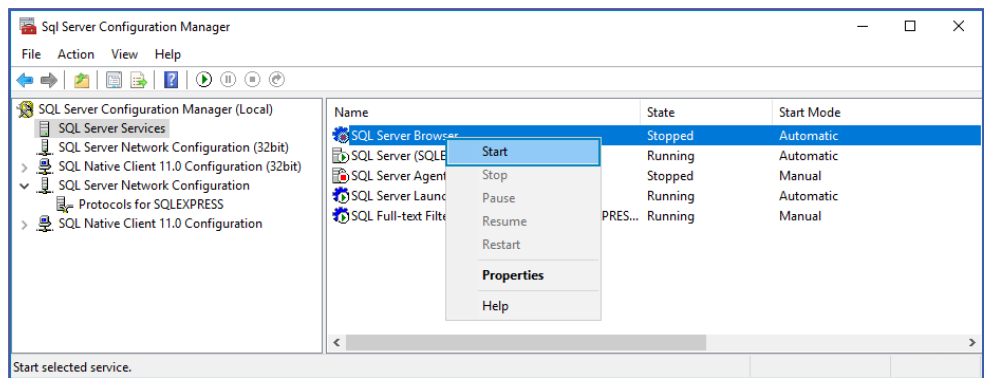 Sql Server Configuration Manager
File Action View Help
SQL Server Configuration Manager (Local)
SQL Server Services
SQL Server Network Configuration (32bit)
SQL Native Client 11.0 Configuration (32bit)
SQL Server Network Configuration
Protocols for SQLEXPRESS
SQL Native Client 11.0 Configuration
Name State Start Mode
SQL Server Browser Stopped Automatic
SQL Server (SQLE Running Automatic
SQL Server Agent Stopped Manual
SQL Server Launc Running Automatic
SQL Full-text Filte PRES... Running Manual
Start
Stop
Pause
Resume
Restart
Properties
Help
Start selected service.